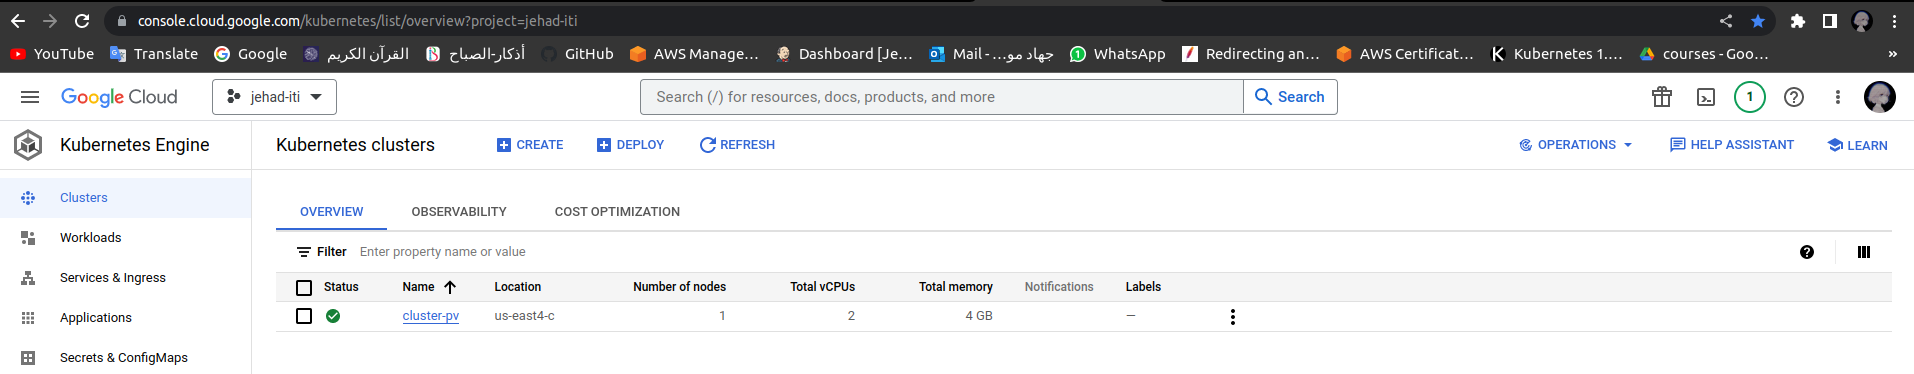 console.cloud.google.com/kubernetes/list/overview?project=jehad-iti
YouTube Translate Google القرآن الكريم أذكار-الصباح GitHub AWS Manage... Dashboard [Je... Mail - جهاد مو... WhatsApp Redirecting an... AWS Certificat... Kubernetes 1.... courses - Goo... »
Google Cloud jehad-iti Search (/) for resources, docs, products, and more Search 1
Kubernetes Engine Kubernetes clusters CREATE DEPLOY REFRESH OPERATIONS HELP ASSISTANT LEARN
Clusters
OVERVIEW OBSERVABILITY COST OPTIMIZATION
Workloads
Filter Enter property name or value
Services & Ingress
Status Name Location Number of nodes Total vCPUs Total memory Notifications Labels
Applications
cluster-pv us-east4-c 1 2 4 GB —
Secrets & ConfigMaps